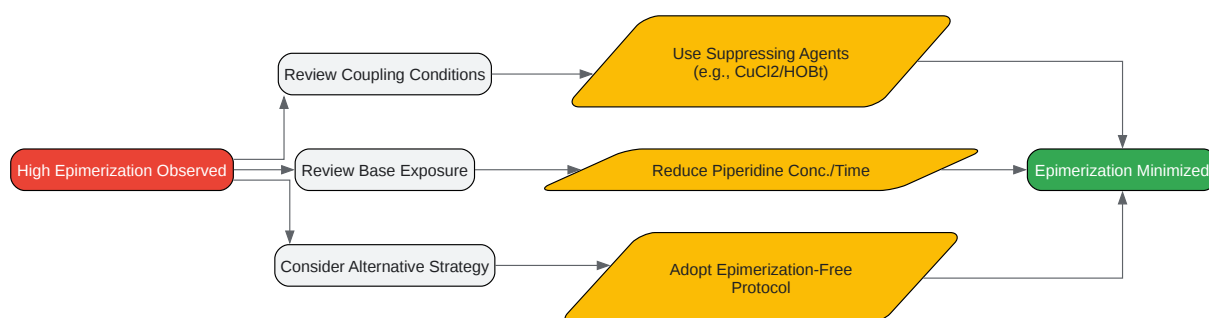 Use Suppressing Agents
(e.g., CuCl2/HOBt)
Review Coupling Conditions
High Epimerization Observed
Review Base Exposure
Reduce Piperidine Conc./Time
Epimerization Minimized
Consider Alternative Strategy
Adopt Epimerization-Free
Protocol